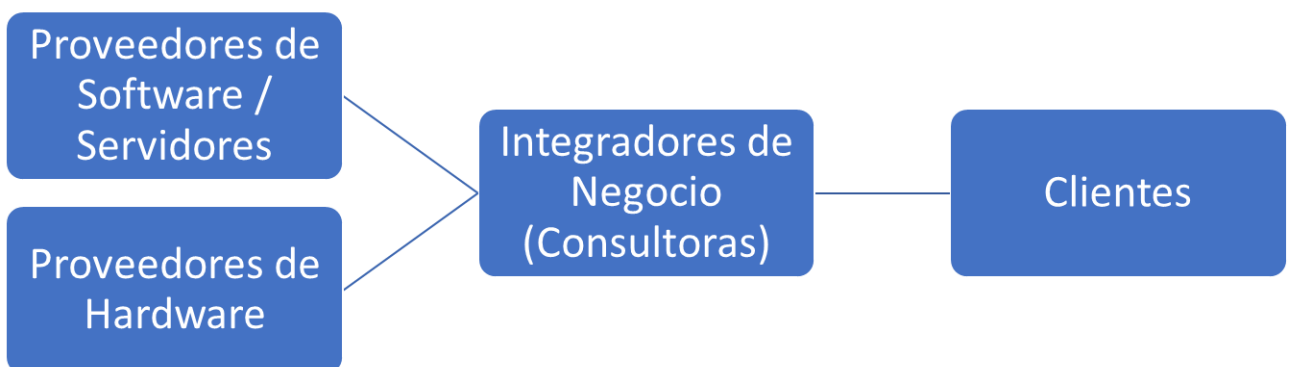 Proveedores de
Software /
Servidores
Proveedores de
Hardware
Integradores de
Negocio
(Consultoras)
Clientes